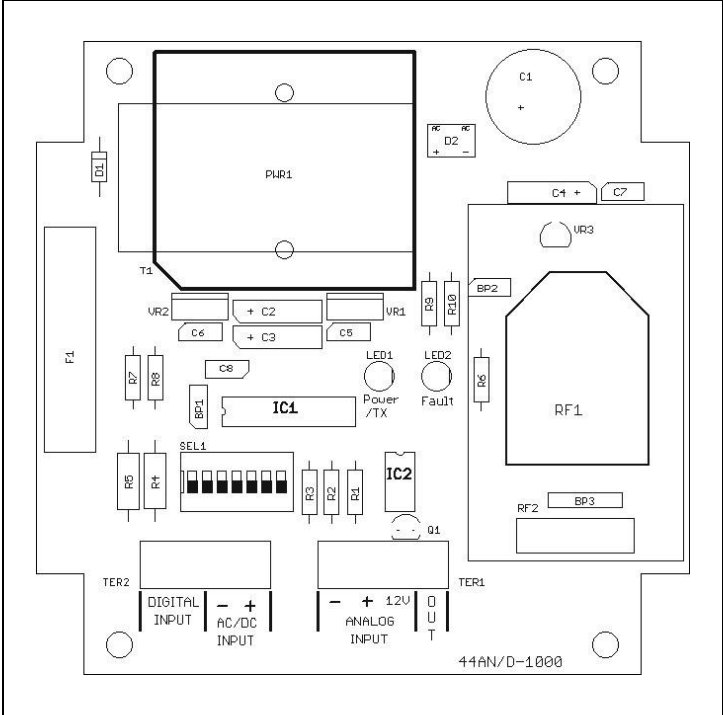 C1
+
AC AC
D2
+ -
D1
PWR1
C4 +
C7
VR3
T1
BP2
R9
R10
VR2
+ C2
VR1
C6
+ C3
C5
F1
LED1
LED2
R7
R8
C8
R6
Power
/TX
Fault
BP1
IC1
RF1
SEL1
IC2
R5
R4
R3
R2
R1
BP3
RF2
Q1
TER2
TER1
DIGITAL
INPUT
- +
AC/DC
INPUT
- + 12V
ANALOG
INPUT
OUT
44AN/D-1000